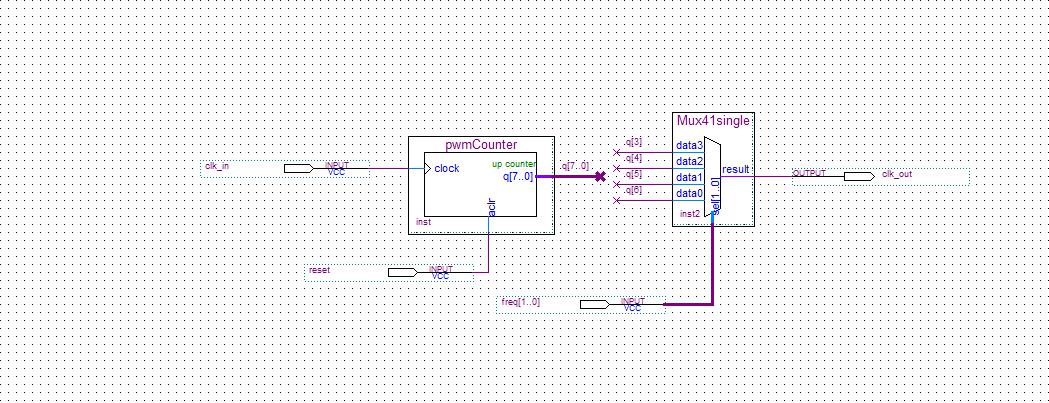 clk_in
INPUT
VCC
pwmCounter
up counter
clock
q[7..0]
aclr
inst
q[7..0]
reset
INPUT
VCC
freq[1..0]
INPUT
VCC
Mux41single
q[3]
data3
q[4]
data2
q[5]
data1
q[6]
data0
result
sel[1..0]
inst2
OUTPUT
clk_out